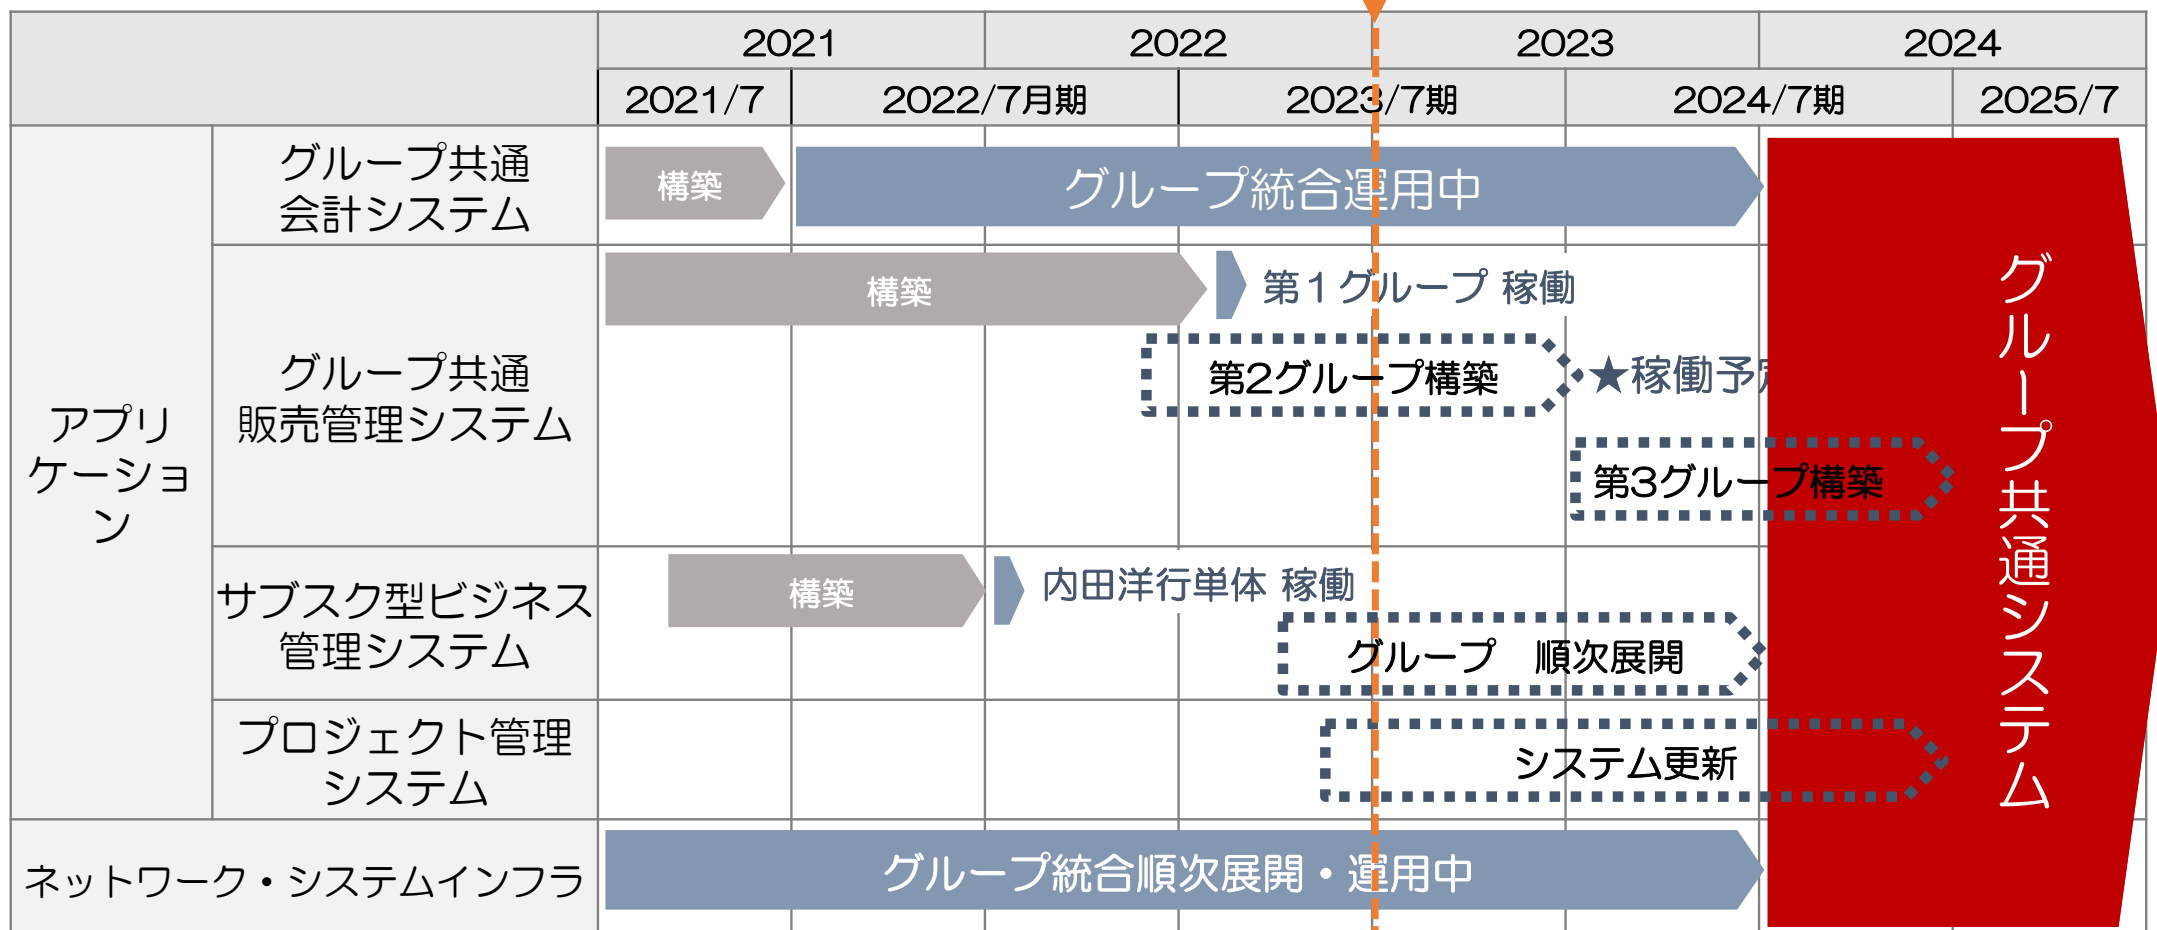 2021
2022
2023
2024
2021/7
2022/7月期
2023/7期
2024/7期
2025/7
アプリ
ケーショ
ン
グループ共通
会計システム
構築
グループ統合運用中
グループ共通
販売管理システム
構築
第１グループ 稼働
第2グループ構築
★稼働予定
第3グループ構築
サブスク型ビジネス
管理システム
構築
内田洋行単体 稼働
グループ　順次展開
プロジェクト管理
システム
システム更新
ネットワーク・システムインフラ
グループ統合順次展開・運用中
グループ共通システム